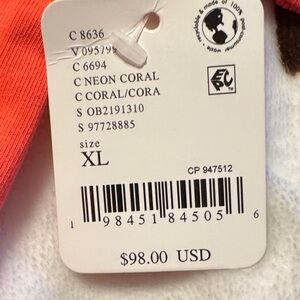 C 8636
V 095799
C 6694
C NEON CORAL
C CORAL/CORA
S OB2191310
S 97728885
size
XL
CP 947512
1 98451 84505 6
$98.00 USD